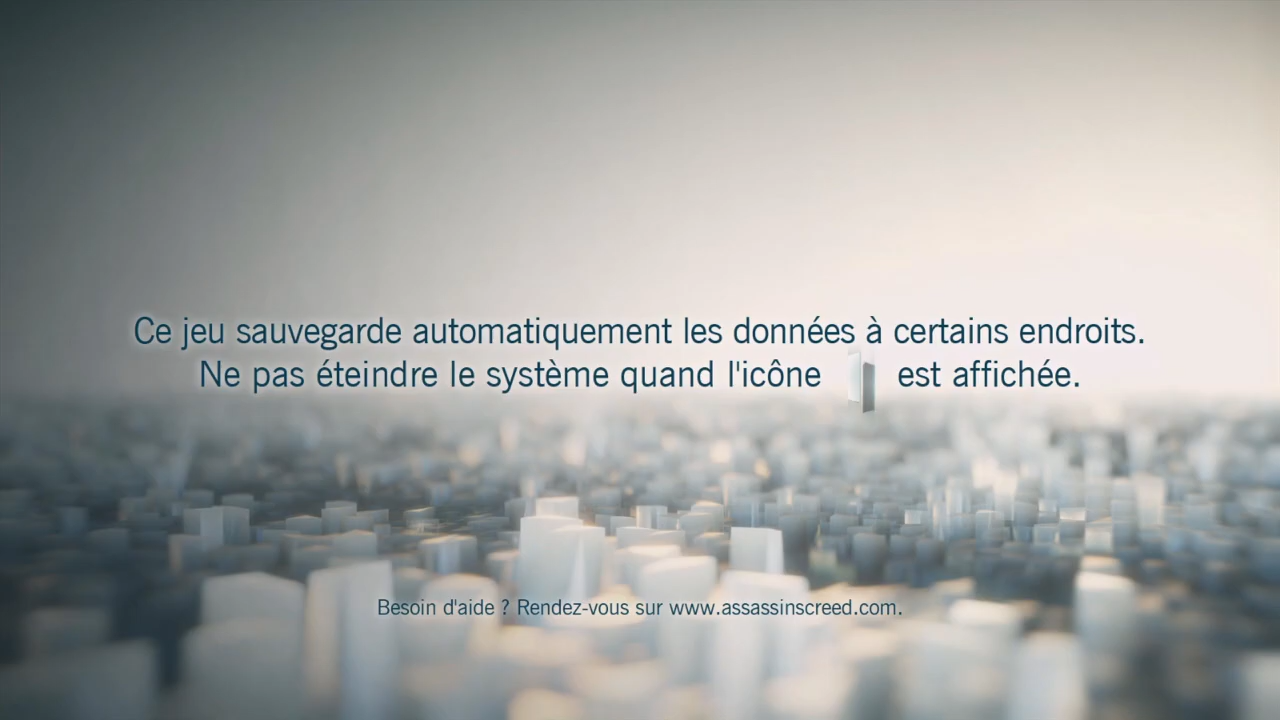 Ce jeu sauvegarde automatiquement les données à certains endroits.
Ne pas éteindre le système quand l'icône est affichée.
Besoin d'aide ? Rendez-vous sur www.assassinscreed.com.